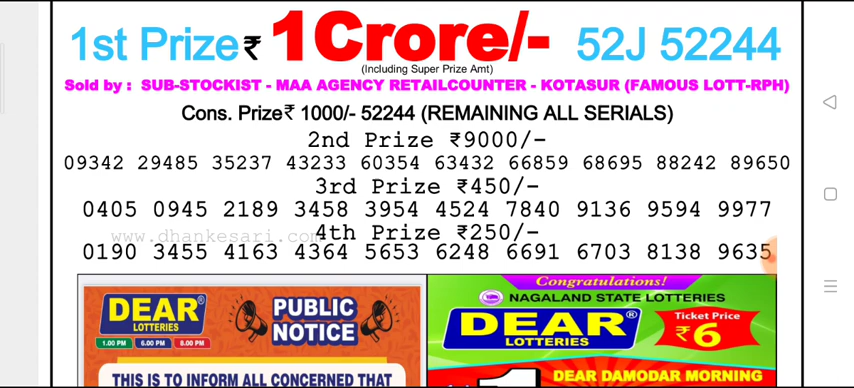 1st Prize ₹ 1Crore/- 52J 52244
(Including Super Prize Amt)
Sold by : SUB-STOCKIST - MAA AGENCY RETAILCOUNTER - KOTASUR (FAMOUS LOTT-RPH)
Cons. Prize₹ 1000/- 52244 (REMAINING ALL SERIALS)
2nd Prize ₹9000/-
09342 29485 35237 43233 60354 63432 66859 68695 88242 89650
3rd Prize ₹450/-
0405 0945 2189 3458 3954 4524 7840 9136 9594 9977
www.dhankesari.com
4th Prize ₹250/-
0190 3455 4163 4364 5653 6248 6691 6703 8138 9635
DEAR®
LOTTERIES
1.00 PM 6.00 PM 8.00 PM
PUBLIC
NOTICE
THIS IS TO INFORM ALL CONCERNED THAT
Congratulations!
NAGALAND STATE LOTTERIES
DEAR®
LOTTERIES
Ticket Price
₹6
DEAR DAMODAR MORNING